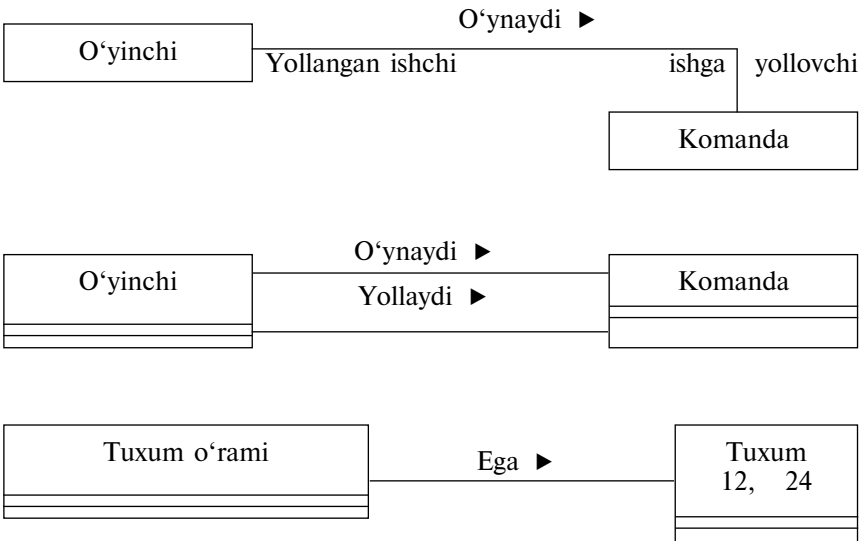 O‘ynaydi ►
O‘yinchi
Yollangan ishchi ishga yollovchi
Komanda
O‘ynaydi ►
O‘yinchi Komanda
Yollaydi ►
Tuxum o‘rami Ega ► Tuxum
12, 24